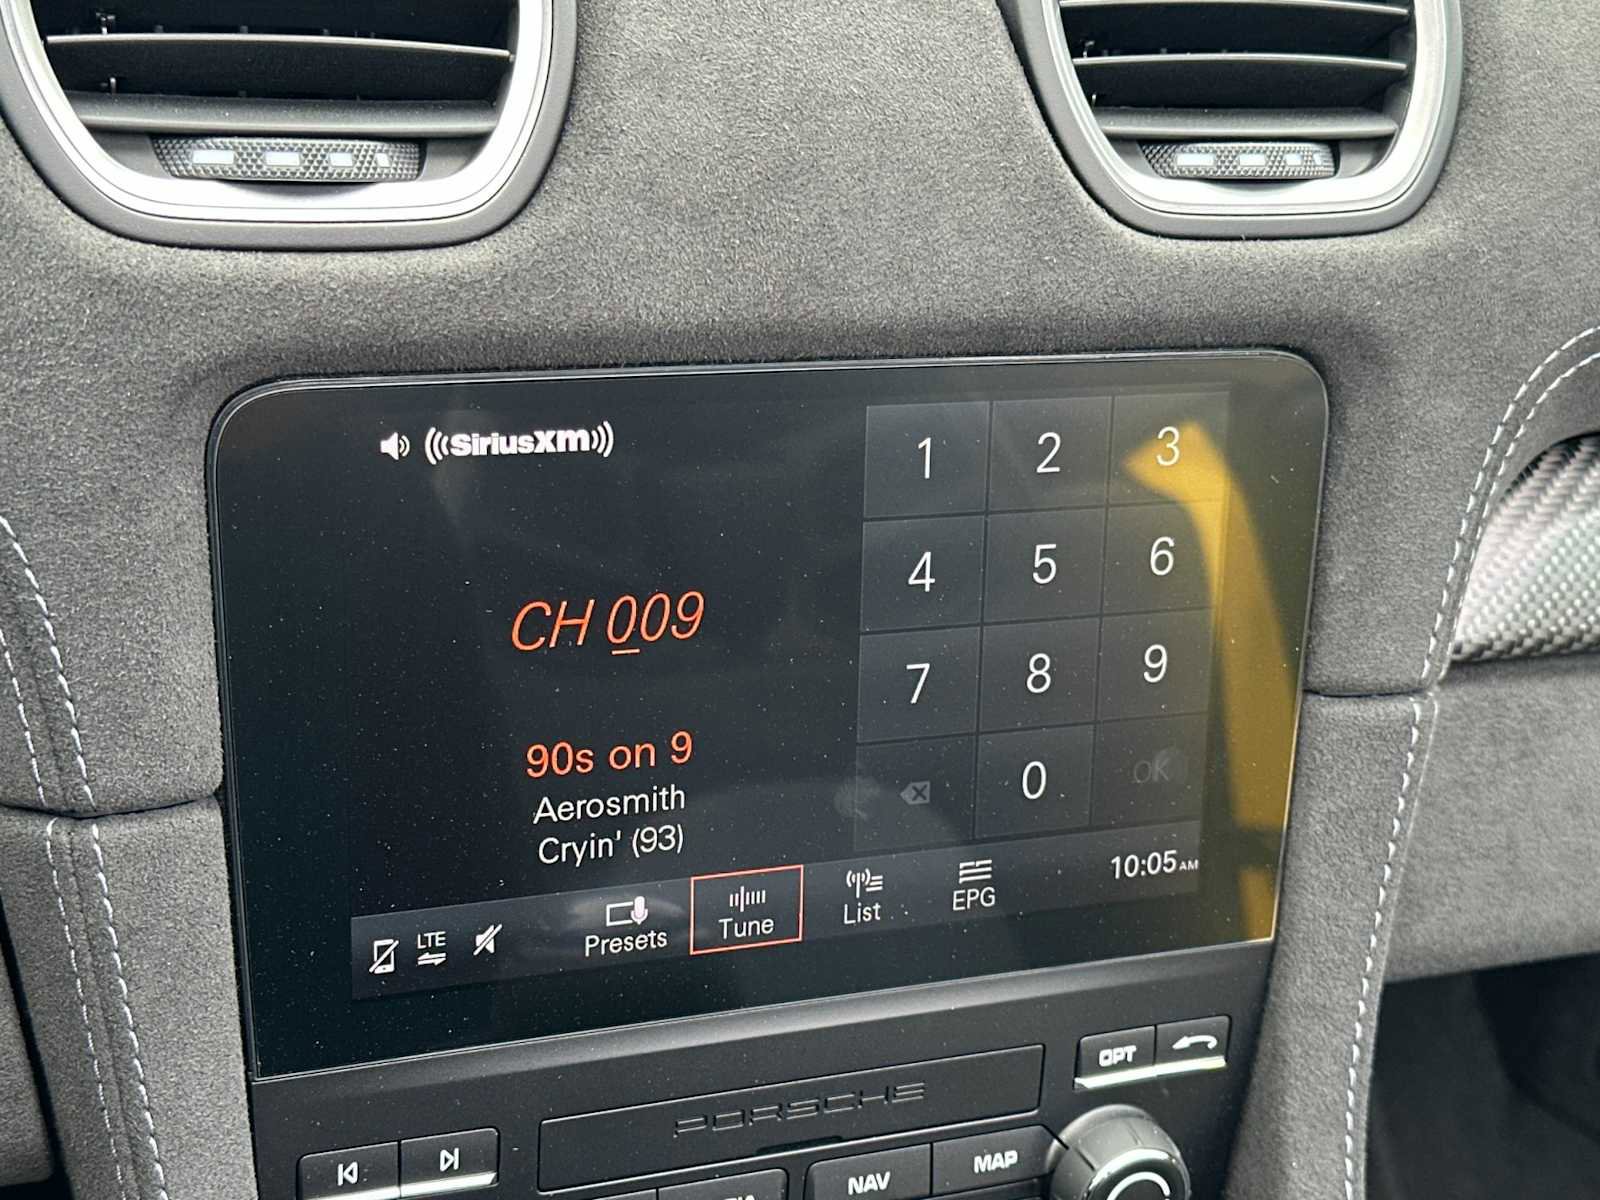 ((SiriusXM))
1 2 3
4 5 6
CH 009
7 8 9
90s on 9
0 OK
Aerosmith
Cryin' (93)
LTE
Presets
Tune
List
EPG
10:05 AM
OPT
PORSCHE
NAV
MAP